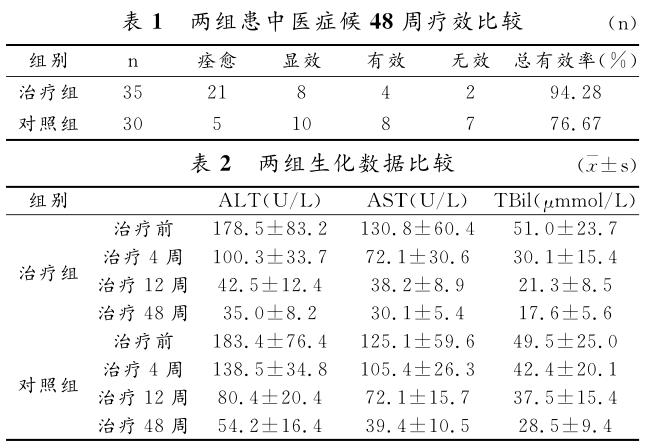 表 1 两组患中医症候 48 周疗效比较 (n)
组别 n 痊愈 显效 有效 无效 总有效率(%)
治疗组 35 21 8 4 2 94.28
对照组 30 5 10 8 7 76.67
表 2 两组生化数据比较 (x̄±s)
组别 ALT(U/L) AST(U/L) TBil(μmmol/L)
治疗前 178.5±83.2 130.8±60.4 51.0±23.7
治疗 4 周 100.3±33.7 72.1±30.6 30.1±15.4
治疗组
治疗 12 周 42.5±12.4 38.2±8.9 21.3±8.5
治疗 48 周 35.0±8.2 30.1±5.4 17.6±5.6
治疗前 183.4±76.4 125.1±59.6 49.5±25.0
治疗 4 周 138.5±34.8 105.4±26.3 42.4±20.1
对照组
治疗 12 周 80.4±20.4 72.1±15.7 37.5±15.4
治疗 48 周 54.2±16.4 39.4±10.5 28.5±9.4